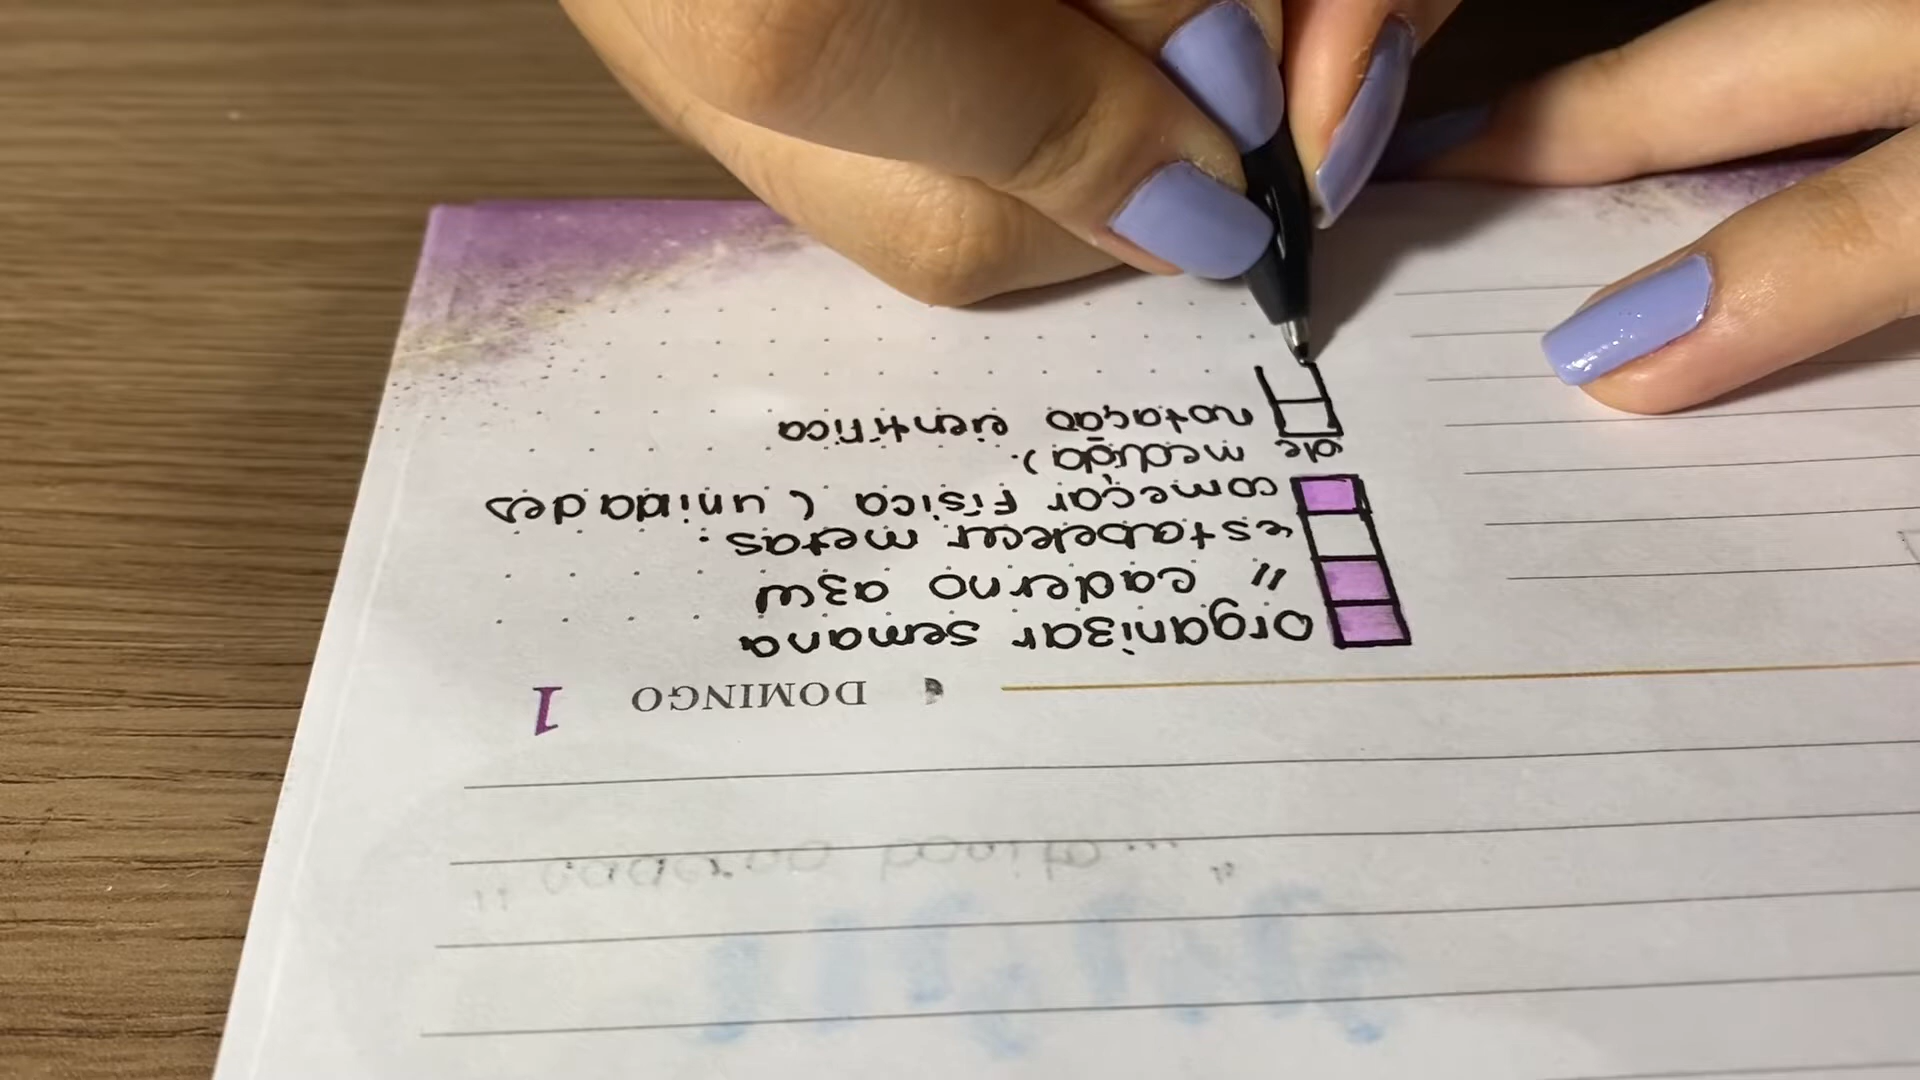 DOMINGO 1
organizar semana
" caderno azul
estabelecer metas:
começar física (unidades
de medida).
notação científica